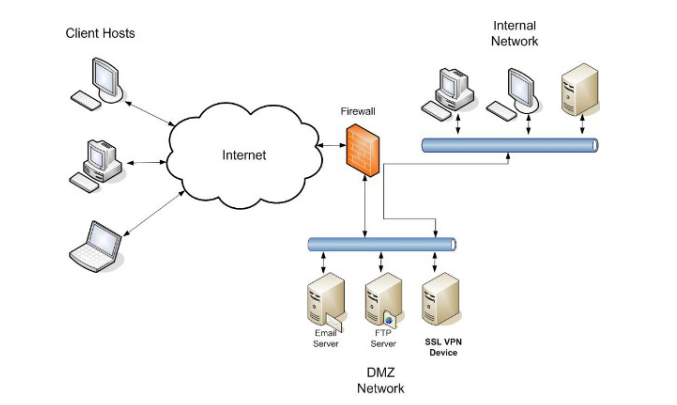 Client Hosts
Internal
Network
Firewall
Internet
Email
Server
FTP
Server
SSL VPN
Device
DMZ
Network